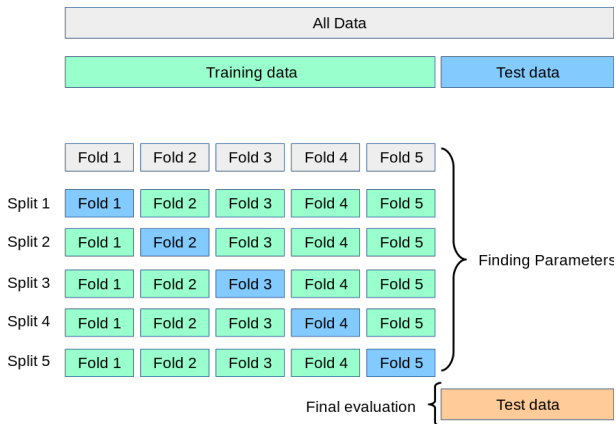 All Data
Training data Test data
Fold 1 Fold 2 Fold 3 Fold 4 Fold 5
Split 1 Fold 1 Fold 2 Fold 3 Fold 4 Fold 5
Split 2 Fold 1 Fold 2 Fold 3 Fold 4 Fold 5
Finding Parameters
Split 3 Fold 1 Fold 2 Fold 3 Fold 4 Fold 5
Split 4 Fold 1 Fold 2 Fold 3 Fold 4 Fold 5
Split 5 Fold 1 Fold 2 Fold 3 Fold 4 Fold 5
Final evaluation Test data